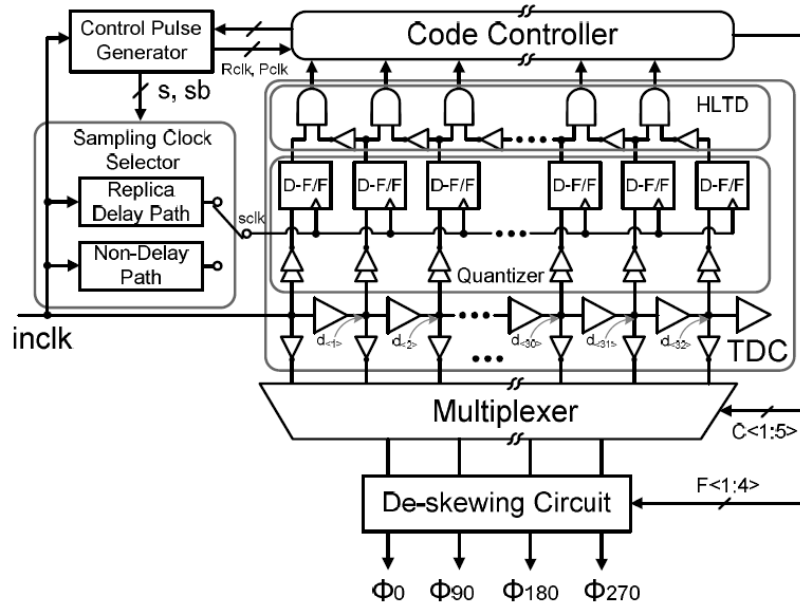 Control Pulse
Generator
Code Controller
Rclk, Pclk
s, sb
HLTD
Sampling Clock
Selector
Replica
Delay Path
Non-Delay
Path
sclk
D-F/F D-F/F D-F/F D-F/F D-F/F D-F/F
Quantizer
inclk
d<1> d<2> d<30> d<31> d<32>
TDC
Multiplexer
C<1:5>
F<1:4>
De-skewing Circuit
Φ0 Φ90 Φ180 Φ270